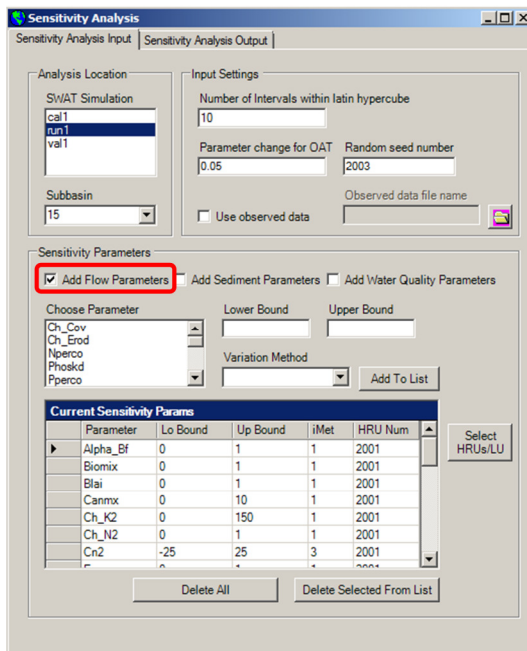 Sensitivity Analysis
Sensitivity Analysis Input Sensitivity Analysis Output
Analysis Location Input Settings
SWAT Simulation Number of Intervals within latin hypercube
cal1 10
run1
val1 Parameter change for OAT Random seed number
0.05 2003
Subbasin Observed data file name
15 Use observed data
Sensitivity Parameters
Add Flow Parameters Add Sediment Parameters Add Water Quality Parameters
Choose Parameter Lower Bound Upper Bound
Ch_Cov
Ch_Erod
Nperco Variation Method
Phoskd
Pperco Add To List
Current Sensitivity Params
Parameter Lo Bound Up Bound iMet HRU Num
Select
HRUs/LU
Alpha_Bf 0 1 1 2001
Biomix 0 1 1 2001
Blai 0 1 1 2001
Canmx 0 10 1 2001
Ch_K2 0 150 1 2001
Ch_N2 0 1 1 2001
Cn2 -25 25 3 2001
Delete All Delete Selected From List